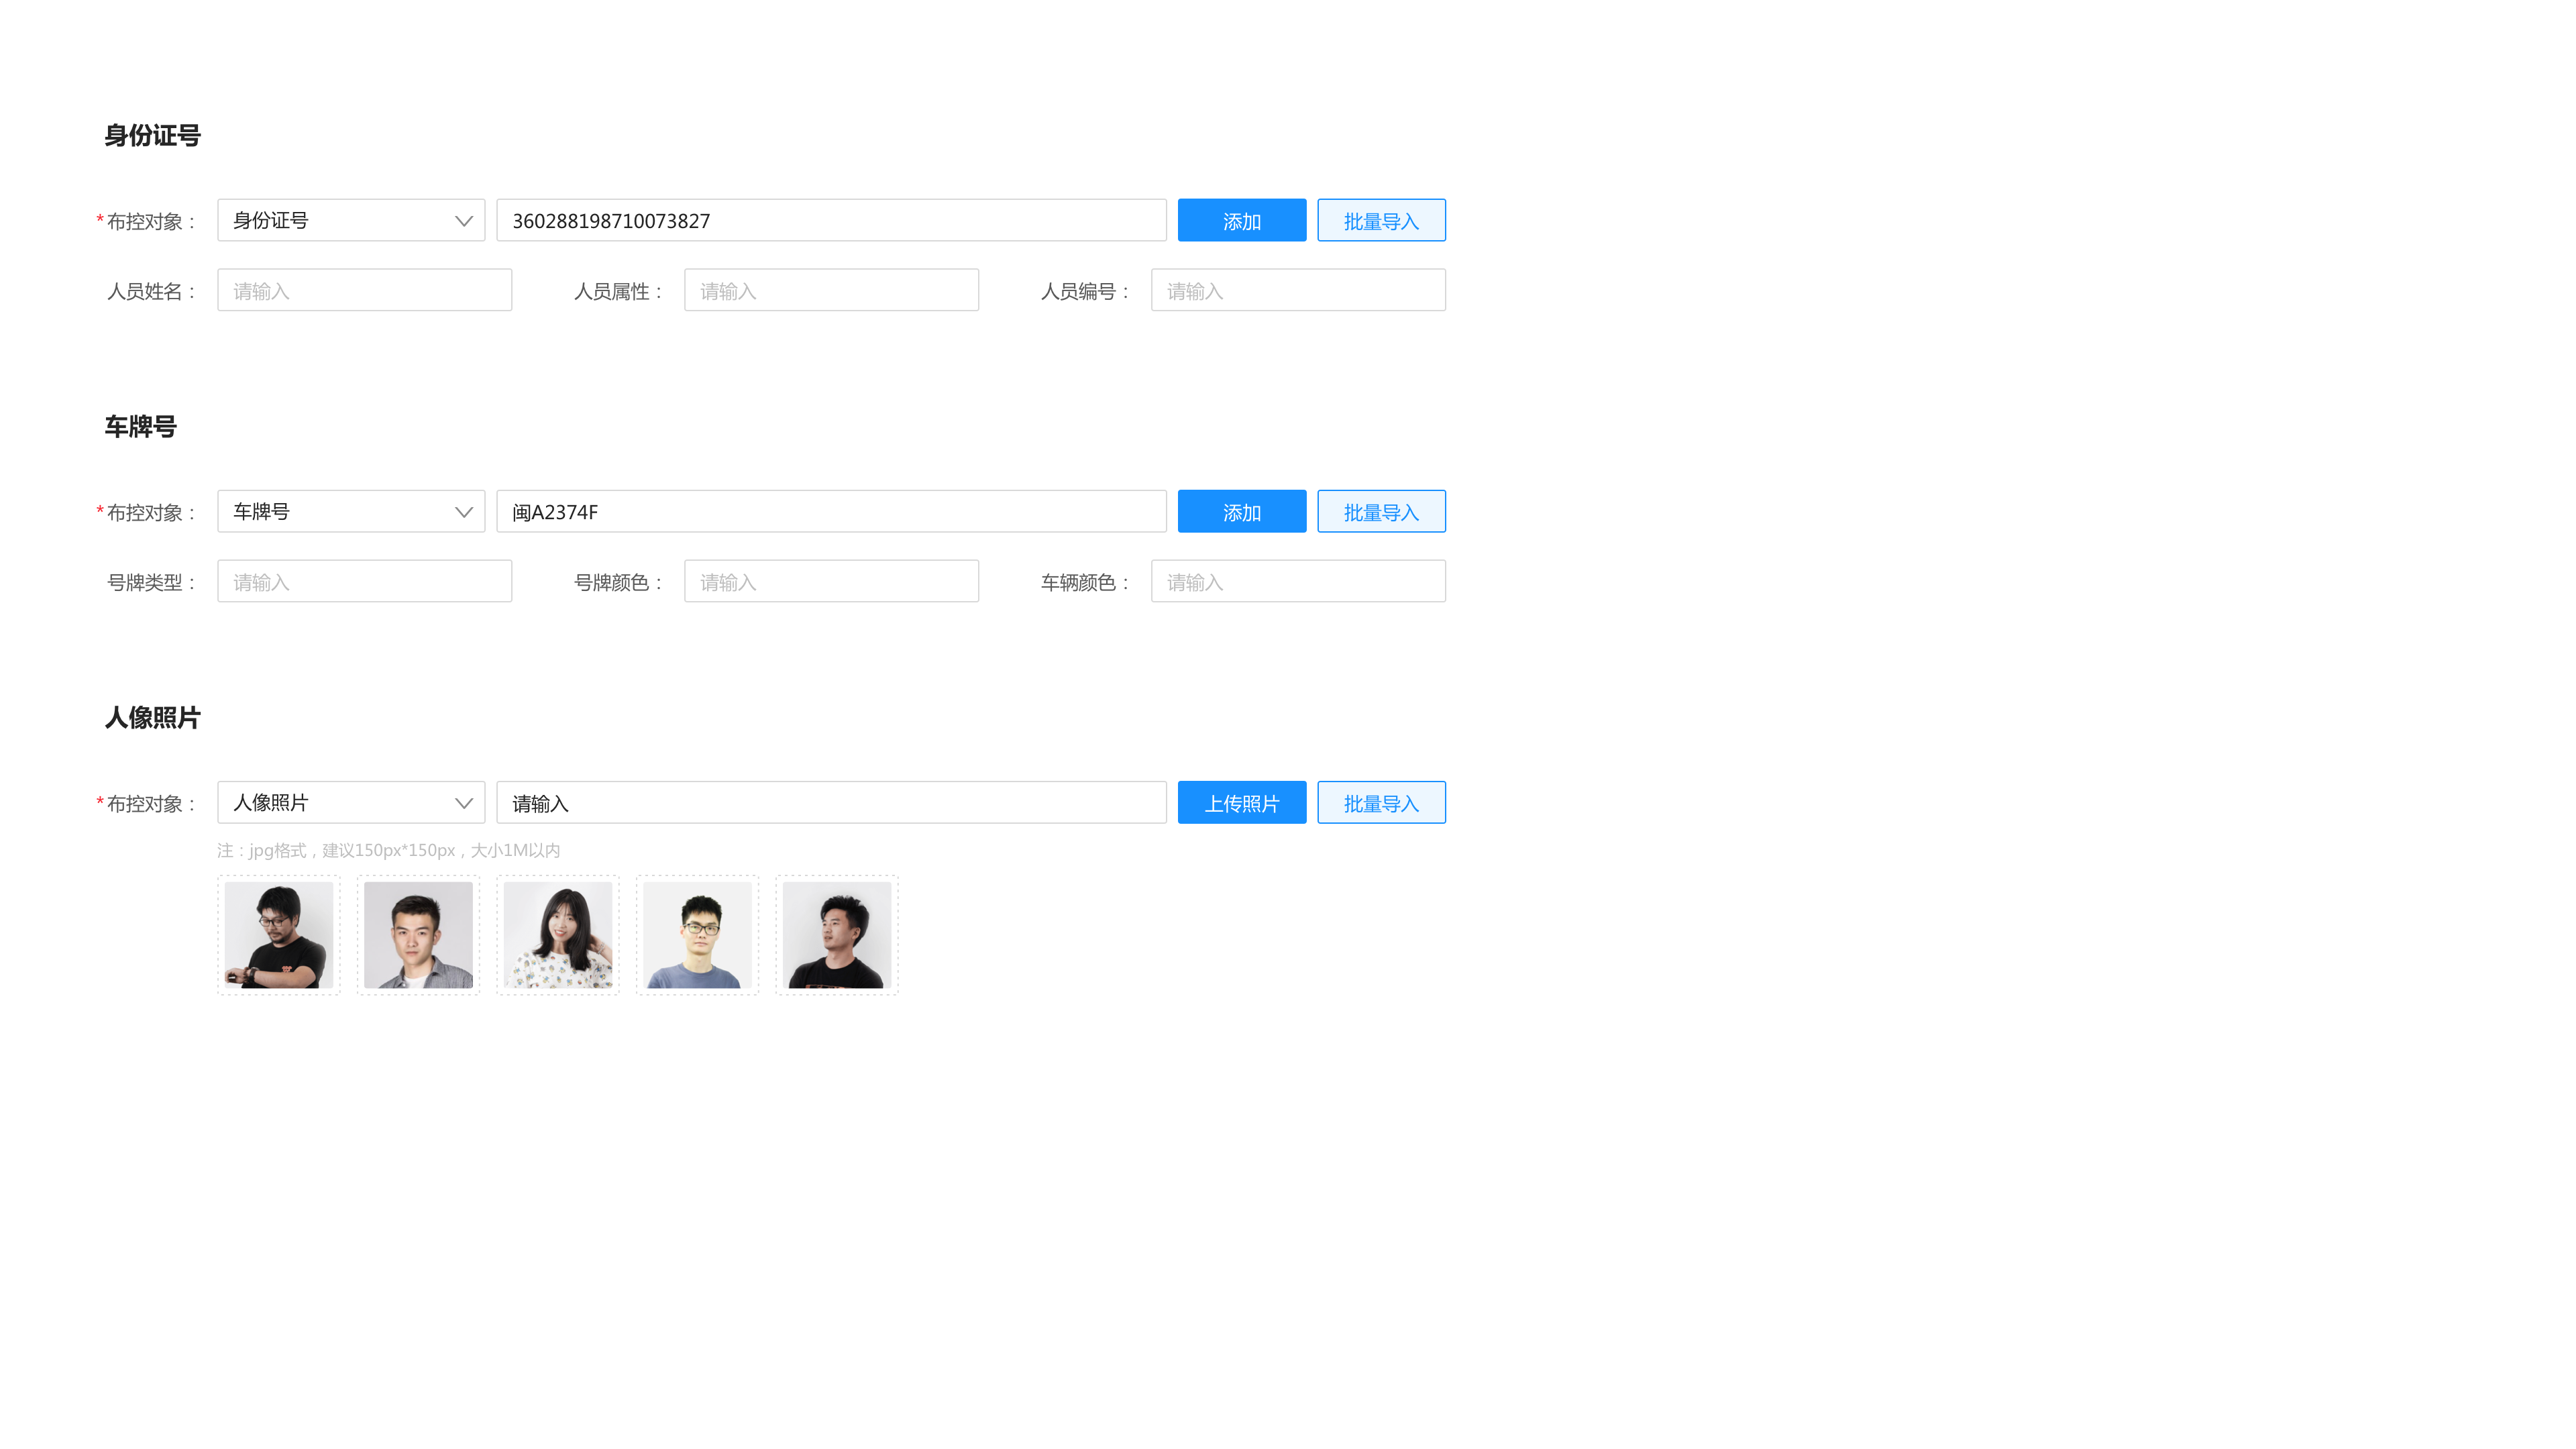 身份证号
*布控对象： 身份证号 360288198710073827 添加 批量导入
人员姓名： 请输入 人员属性： 请输入 人员编号： 请输入
车牌号
*布控对象： 车牌号 闽A2374F 添加 批量导入
号牌类型： 请输入 号牌颜色： 请输入 车辆颜色： 请输入
人像照片
*布控对象： 人像照片 请输入 上传照片 批量导入
注：jpg格式，建议150px*150px，大小1M以内